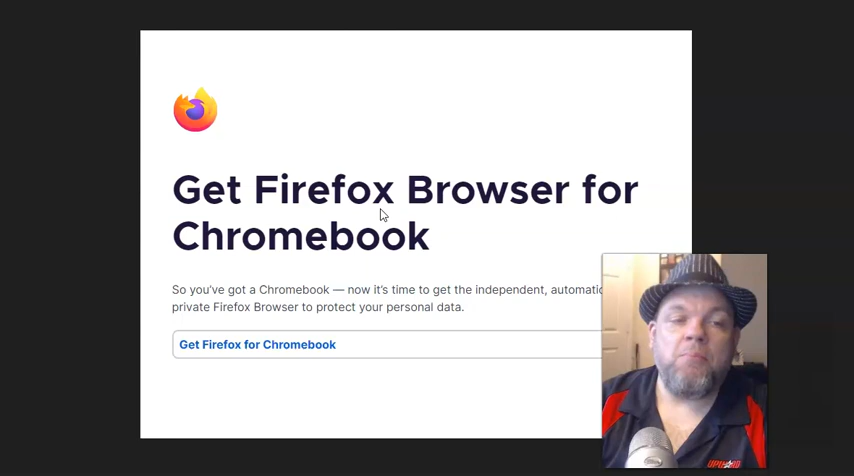 Get Firefox Browser for
Chromebook
So you've got a Chromebook — now it's time to get the independent,
private Firefox Browser to protect your personal data.
Get Firefox for Chromebook